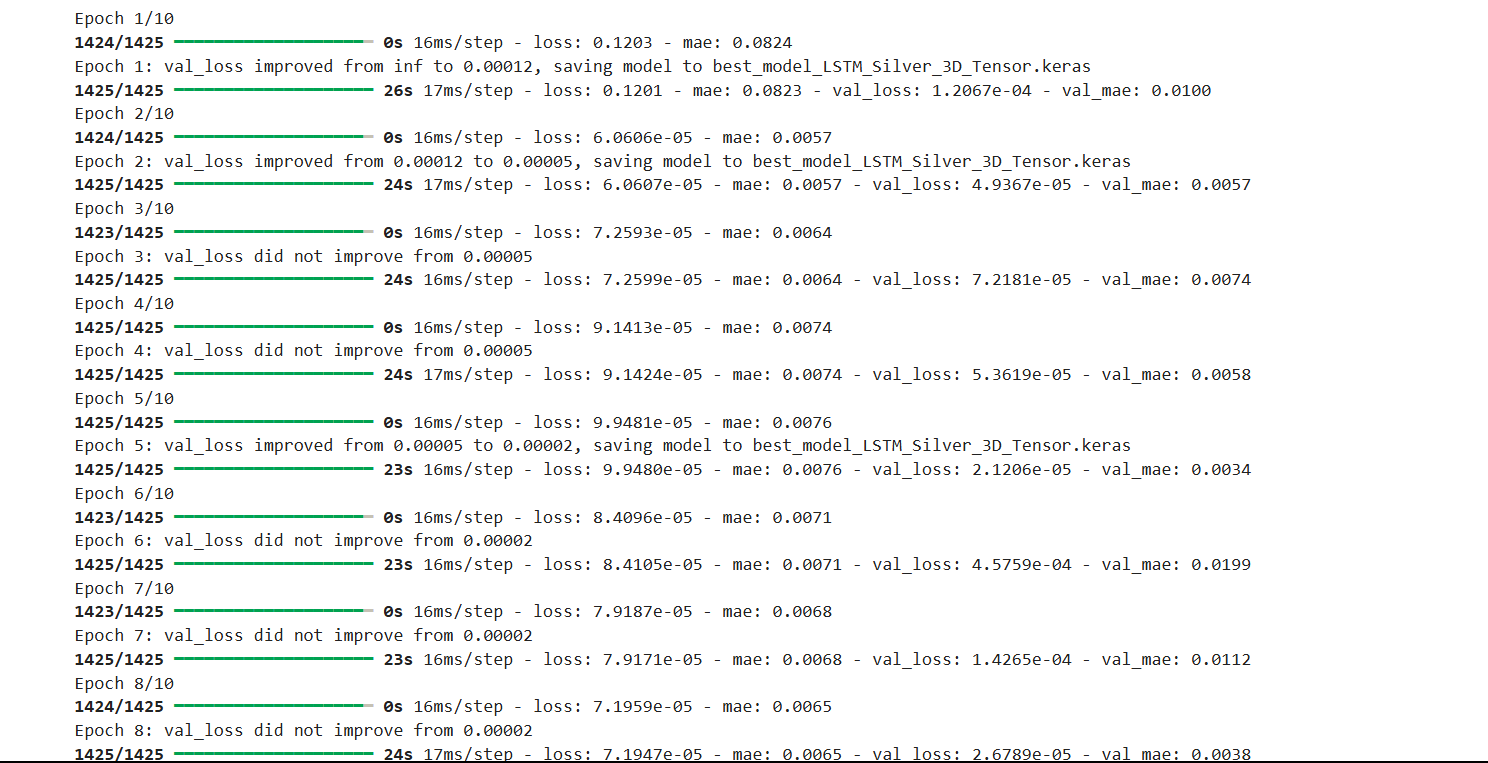 Epoch 1/10
1424/1425 0s 16ms/step - loss: 0.1203 - mae: 0.0824
Epoch 1: val_loss improved from inf to 0.00012, saving model to best_model_LSTM_Silver_3D_Tensor.keras
1425/1425 26s 17ms/step - loss: 0.1201 - mae: 0.0823 - val_loss: 1.2067e-04 - val_mae: 0.0100
Epoch 2/10
1424/1425 0s 16ms/step - loss: 6.0606e-05 - mae: 0.0057
Epoch 2: val_loss improved from 0.00012 to 0.00005, saving model to best_model_LSTM_Silver_3D_Tensor.keras
1425/1425 24s 17ms/step - loss: 6.0607e-05 - mae: 0.0057 - val_loss: 4.9367e-05 - val_mae: 0.0057
Epoch 3/10
1423/1425 0s 16ms/step - loss: 7.2593e-05 - mae: 0.0064
Epoch 3: val_loss did not improve from 0.00005
1425/1425 24s 16ms/step - loss: 7.2599e-05 - mae: 0.0064 - val_loss: 7.2181e-05 - val_mae: 0.0074
Epoch 4/10
1425/1425 0s 16ms/step - loss: 9.1413e-05 - mae: 0.0074
Epoch 4: val_loss did not improve from 0.00005
1425/1425 24s 17ms/step - loss: 9.1424e-05 - mae: 0.0074 - val_loss: 5.3619e-05 - val_mae: 0.0058
Epoch 5/10
1425/1425 0s 16ms/step - loss: 9.9481e-05 - mae: 0.0076
Epoch 5: val_loss improved from 0.00005 to 0.00002, saving model to best_model_LSTM_Silver_3D_Tensor.keras
1425/1425 23s 16ms/step - loss: 9.9480e-05 - mae: 0.0076 - val_loss: 2.1206e-05 - val_mae: 0.0034
Epoch 6/10
1423/1425 0s 16ms/step - loss: 8.4096e-05 - mae: 0.0071
Epoch 6: val_loss did not improve from 0.00002
1425/1425 23s 16ms/step - loss: 8.4105e-05 - mae: 0.0071 - val_loss: 4.5759e-04 - val_mae: 0.0199
Epoch 7/10
1423/1425 0s 16ms/step - loss: 7.9187e-05 - mae: 0.0068
Epoch 7: val_loss did not improve from 0.00002
1425/1425 23s 16ms/step - loss: 7.9171e-05 - mae: 0.0068 - val_loss: 1.4265e-04 - val_mae: 0.0112
Epoch 8/10
1424/1425 0s 16ms/step - loss: 7.1959e-05 - mae: 0.0065
Epoch 8: val_loss did not improve from 0.00002
1425/1425 24s 17ms/step - loss: 7.1947e-05 - mae: 0.0065 - val_loss: 2.6789e-05 - val_mae: 0.0038